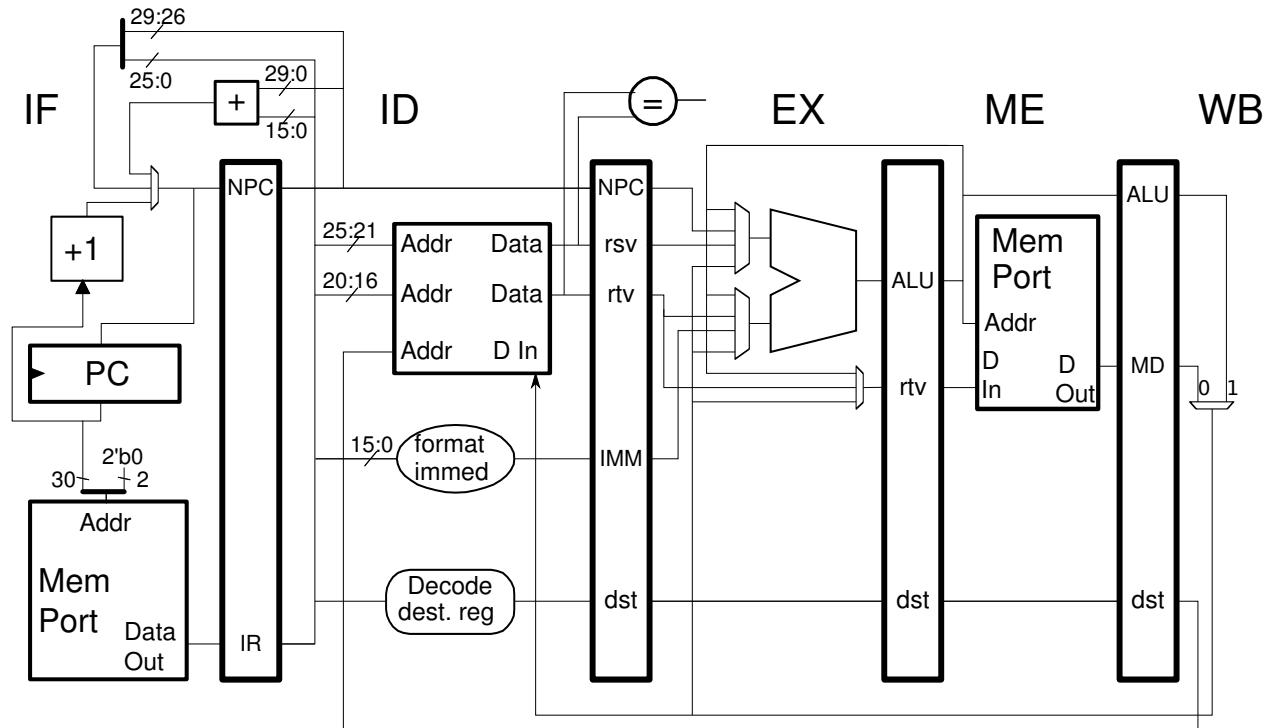 29:26
25:0
29:0
15:0
+
=
IF
ID
EX
ME
WB
NPC
NPC
ALU
+1
25:21
Addr
Data
rsv
20:16
Addr
Data
rtv
Addr
D In
ALU
Mem
Port
Addr
D
In
D
Out
MD
0
1
PC
rtv
15:0
format
immed
IMM
2'b0
30
2
Addr
Mem
Port
Data
Out
IR
Decode
dest. reg
dst
dst
dst